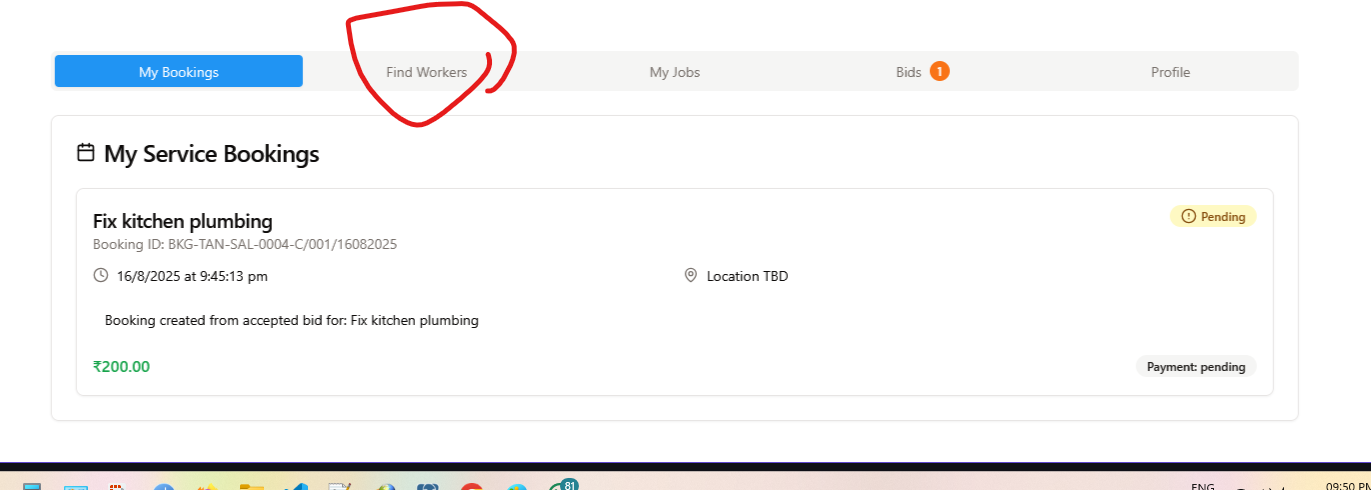 My Bookings Find Workers My Jobs Bids 1 Profile
My Service Bookings
Fix kitchen plumbing Pending
Booking ID: BKG-TAN-SAL-0004-C/001/16082025
16/8/2025 at 9:45:13 pm Location TBD
Booking created from accepted bid for: Fix kitchen plumbing
₹200.00 Payment: pending
81 ENG 09:50 PM